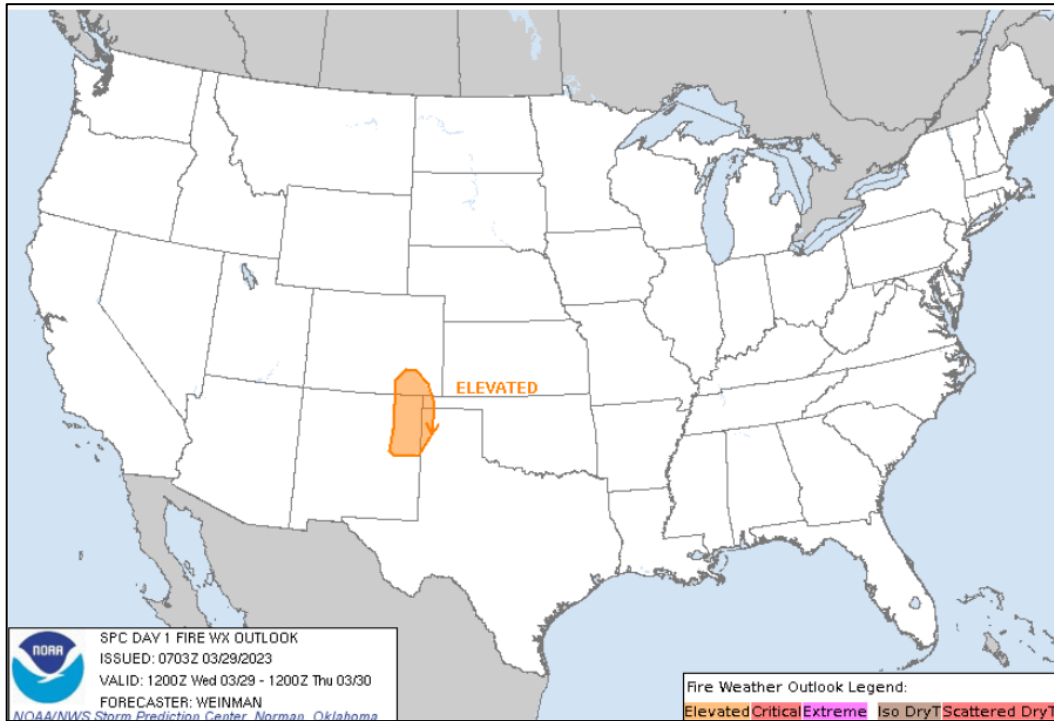 ELEVATED
NOAA
SPC DAY 1 FIRE WX OUTLOOK
ISSUED: 0703Z 03/29/2023
VALID: 1200Z Wed 03/29 - 1200Z Thu 03/30
FORECASTER: WEINMAN
NOAA/NWS Storm Prediction Center, Norman, Oklahoma
Fire Weather Outlook Legend:
Elevated Critical Extreme Iso DryT Scattered DryT